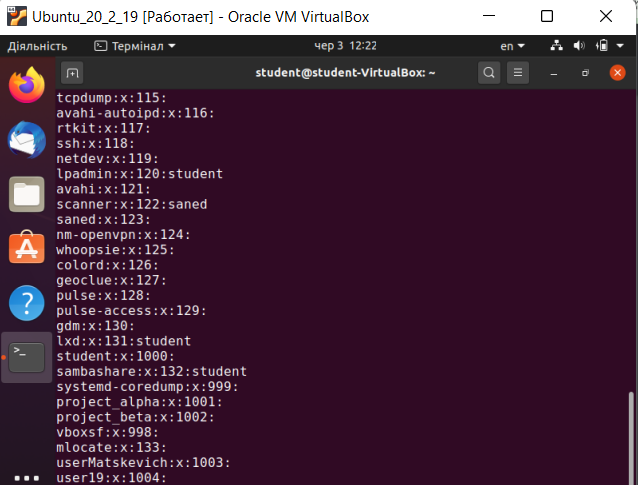 Ubuntu_20_2_19 [Работает] - Oracle VM VirtualBox
Діяльність Термінал чер 3 12:22 en
student@student-VirtualBox: ~
tcpdump:x:115:
avahi-autoipd:x:116:
rtkit:x:117:
ssh:x:118:
netdev:x:119:
lpadmin:x:120:student
avahi:x:121:
scanner:x:122:saned
saned:x:123:
nm-openvpn:x:124:
whoopsie:x:125:
colord:x:126:
geoclue:x:127:
pulse:x:128:
pulse-access:x:129:
gdm:x:130:
lxd:x:131:student
student:x:1000:
sambashare:x:132:student
systemd-coredump:x:999:
project_alpha:x:1001:
project_beta:x:1002:
vboxsf:x:998:
mlocate:x:133:
userMatskevich:x:1003:
user19:x:1004: